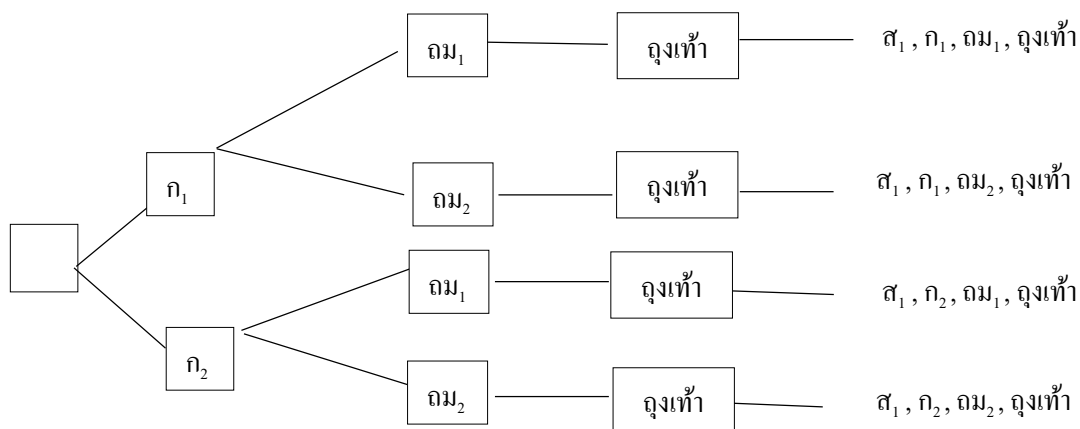 ถม₁ ถุงเท้า ส₁ , ก₁ , ถม₁ , ถุงเท้า
ก₁
ถม₂ ถุงเท้า ส₁ , ก₁ , ถม₂ , ถุงเท้า
ถม₁ ถุงเท้า ส₁ , ก₂ , ถม₁ , ถุงเท้า
ก₂
ถม₂ ถุงเท้า ส₁ , ก₂ , ถม₂ , ถุงเท้า